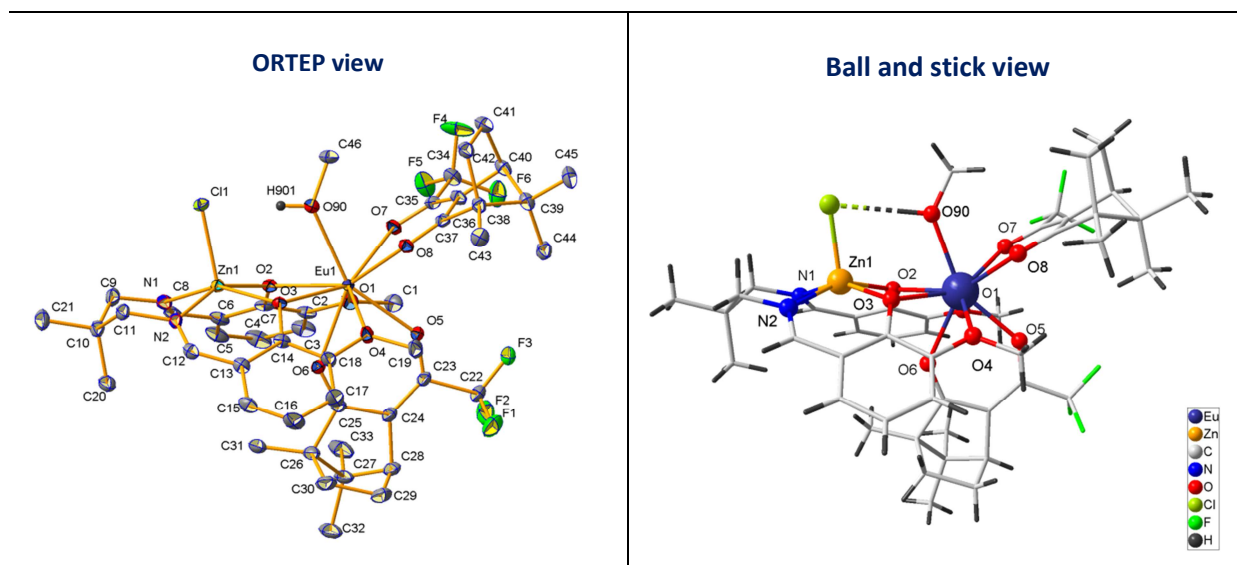 ORTEP view
F4
C41
C46
C34
C42
C40
C45
F5
F6
H901
C35
C39
Cl1
O90
O7
C36
C38
C37
C44
O8
C43
Zn1
O2
Eu1
N1
C8
C9
O3
C2
O1
C1
C21
C6
C7
O5
C11
N2
C4
C3
O4
C10
C5
C14
C19
F3
C12
C18
C23
C13
O6
C22
C20
C17
F2
C15
C16
C24
F1
C25
C31
C33
C26
C27
C28
C30
C29
C32
Ball and stick view
O90
O7
Zn1
O8
N1
O2
O1
N2
O3
O5
O6
O4
Eu
Zn
C
N
O
Cl
F
H